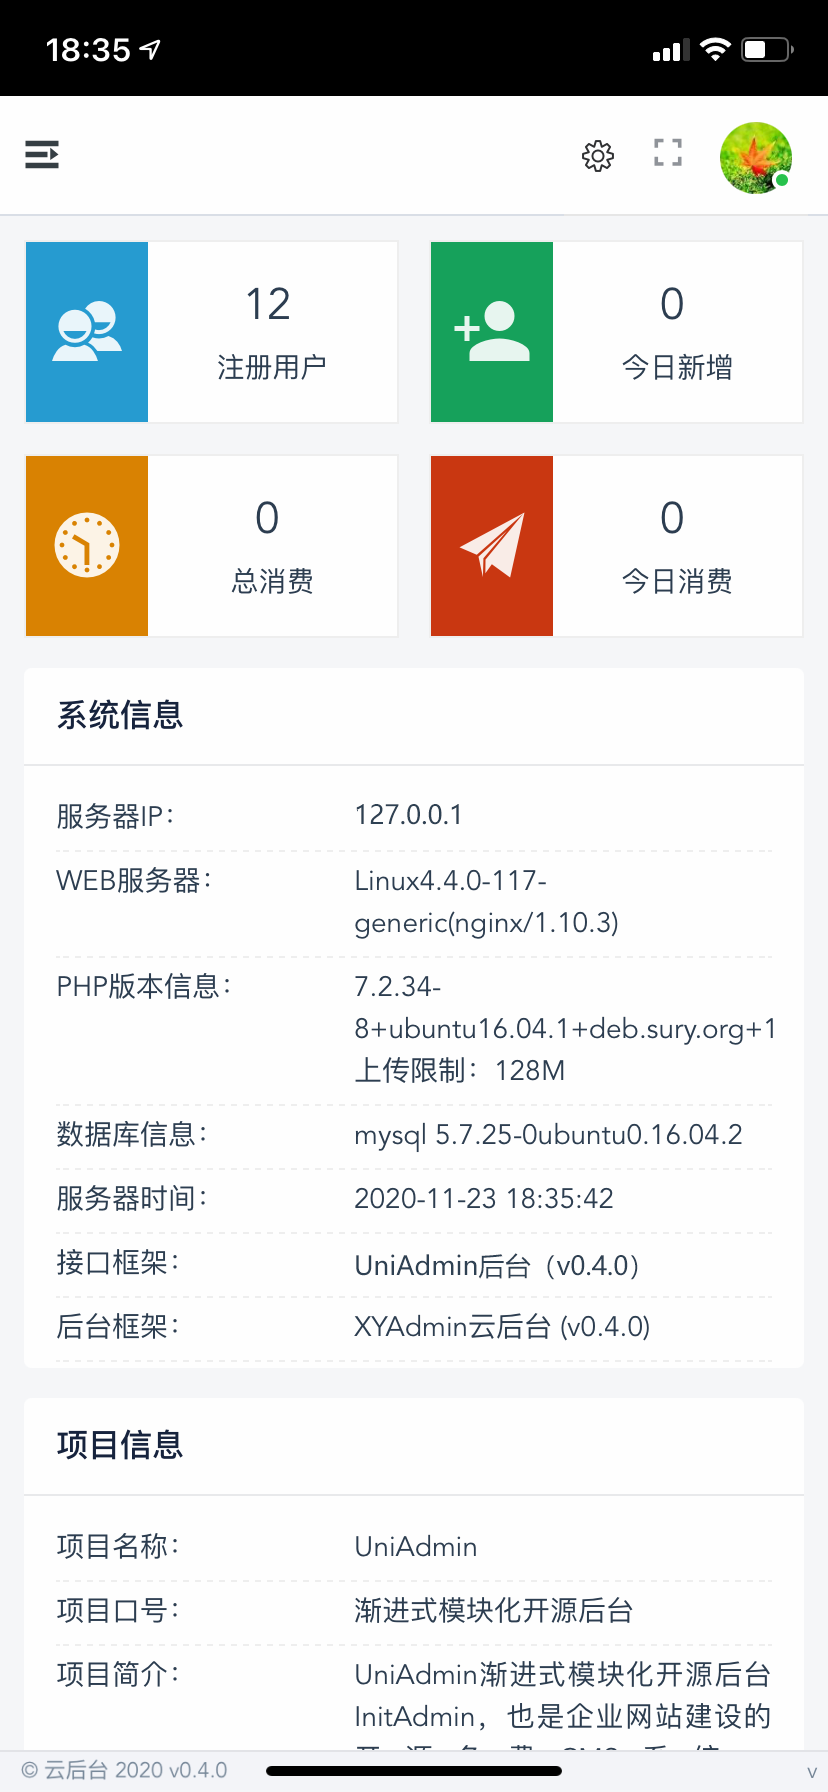 18:35
12
注册用户
0
今日新增
0
总消费
0
今日消费
系统信息
服务器IP：
127.0.0.1
WEB服务器：
Linux4.4.0-117-
generic(nginx/1.10.3)
PHP版本信息：
7.2.34-
8+ubuntu16.04.1+deb.sury.org+1
上传限制：128M
数据库信息：
mysql 5.7.25-0ubuntu0.16.04.2
服务器时间：
2020-11-23 18:35:42
接口框架：
UniAdmin后台（v0.4.0）
后台框架：
XYAdmin云后台 (v0.4.0)
项目信息
项目名称：
UniAdmin
项目口号：
渐进式模块化开源后台
项目简介：
UniAdmin渐进式模块化开源后台
InitAdmin，也是企业网站建设的
© 云后台 2020 v0.4.0
v